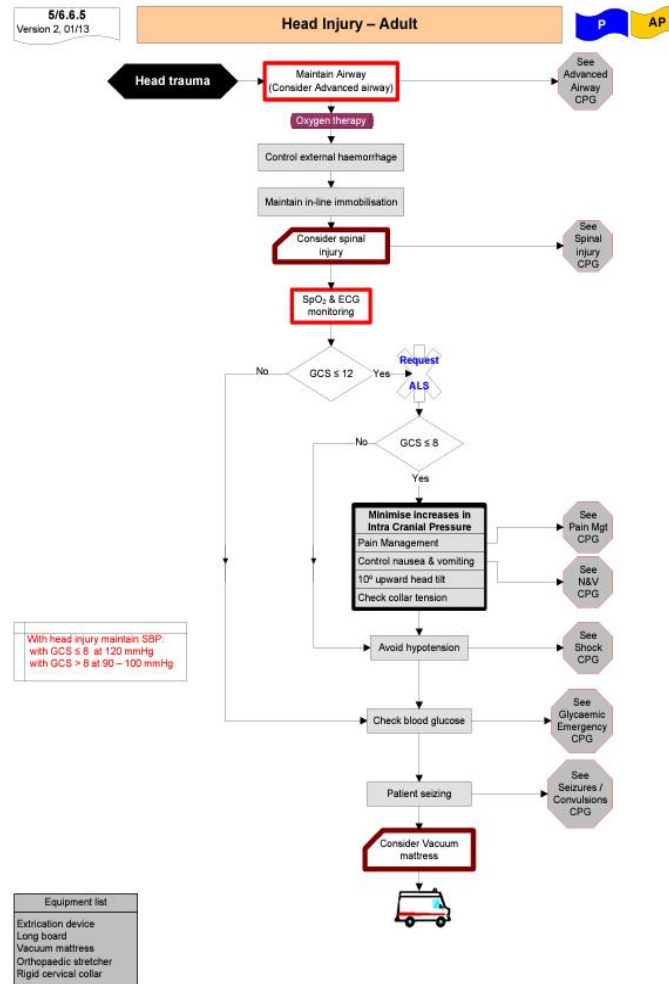 5/6.6.5
Version 2, 01/13
Head Injury – Adult
P
AP
Head trauma
Maintain Airway
(Consider Advanced airway)
See
Advanced
Airway
CPG
Oxygen therapy
Control external haemorrhage
Maintain in-line immobilisation
Consider spinal
injury
See
Spinal
injury
CPG
SpO₂ & ECG
monitoring
No
GCS ≤ 12
Yes
Request
ALS
No
GCS ≤ 8
Yes
Minimise increases in
Intra Cranial Pressure
Pain Management
Control nausea & vomiting
10º upward head tilt
Check collar tension
See
Pain Mgt
CPG
See
N&V
CPG
With head injury maintain SBP:
with GCS ≤ 8 at 120 mmHg
with GCS > 8 at 90 – 100 mmHg
Avoid hypotension
See
Shock
CPG
Check blood glucose
See
Glycaemic
Emergency
CPG
Patient seizing
See
Seizures /
Convulsions
CPG
Consider Vacuum
mattress
Equipment list
Extrication device
Long board
Vacuum mattress
Orthopaedic stretcher
Rigid cervical collar